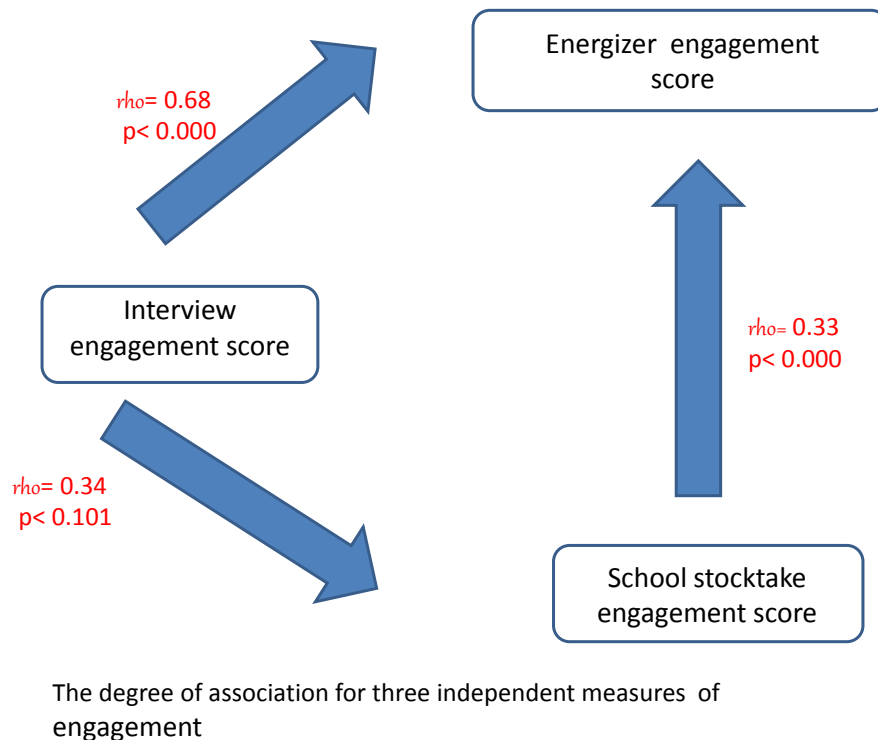 Energizer engagement
score
rho= 0.68
p< 0.000
Interview
engagement score
rho= 0.33
p< 0.000
rho= 0.34
p< 0.101
School stocktake
engagement score
The degree of association for three independent measures of
engagement